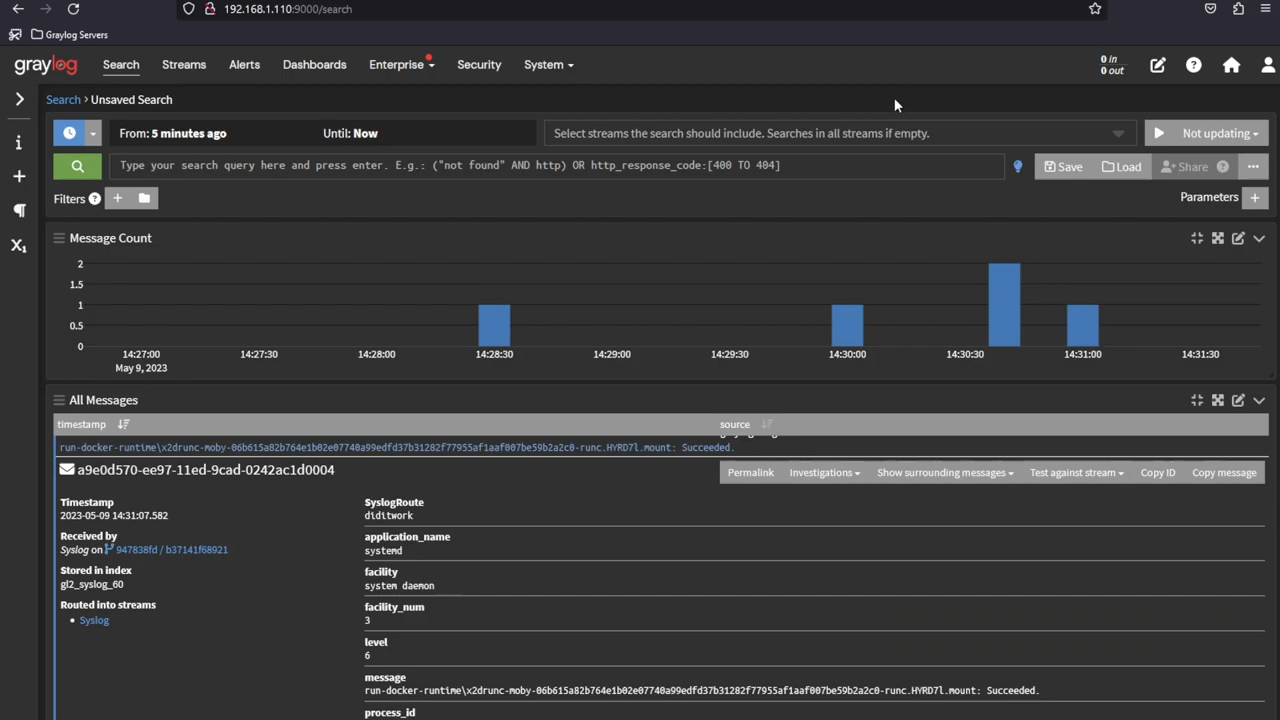 192.168.1.110:9000/search
Graylog Servers
graylog Search Streams Alerts Dashboards Enterprise Security System 0 in
0 out
Search › Unsaved Search
From: 5 minutes ago Until: Now Select streams the search should include. Searches in all streams if empty. Not updating
Type your search query here and press enter. E.g.: ("not found" AND http) OR http_response_code:[400 TO 404] Save Load Share
Filters Parameters
Message Count
2
1.5
1
0.5
0
14:27:00 14:27:30 14:28:00 14:28:30 14:29:00 14:29:30 14:30:00 14:30:30 14:31:00 14:31:30
May 9, 2023
All Messages
timestamp source
run-docker-runtime\x2drunc-moby-06b615a82b764e1b02e07740a99edfd37b31282f77955af1aaf007be59b2a2c0-runc.HYRD7l.mount: Succeeded.
a9e0d570-ee97-11ed-9cad-0242ac1d0004
Permalink Investigations Show surrounding messages Test against stream Copy ID Copy message
Timestamp
2023-05-09 14:31:07.582
Received by
Syslog on 947838fd / b37141f68921
Stored in index
gl2_syslog_60
Routed into streams
Syslog
SyslogRoute
diditwork
application_name
systemd
facility
system daemon
facility_num
3
level
6
message
run-docker-runtime\x2drunc-moby-06b615a82b764e1b02e07740a99edfd37b31282f77955af1aaf007be59b2a2c0-runc.HYRD7l.mount: Succeeded.
process_id